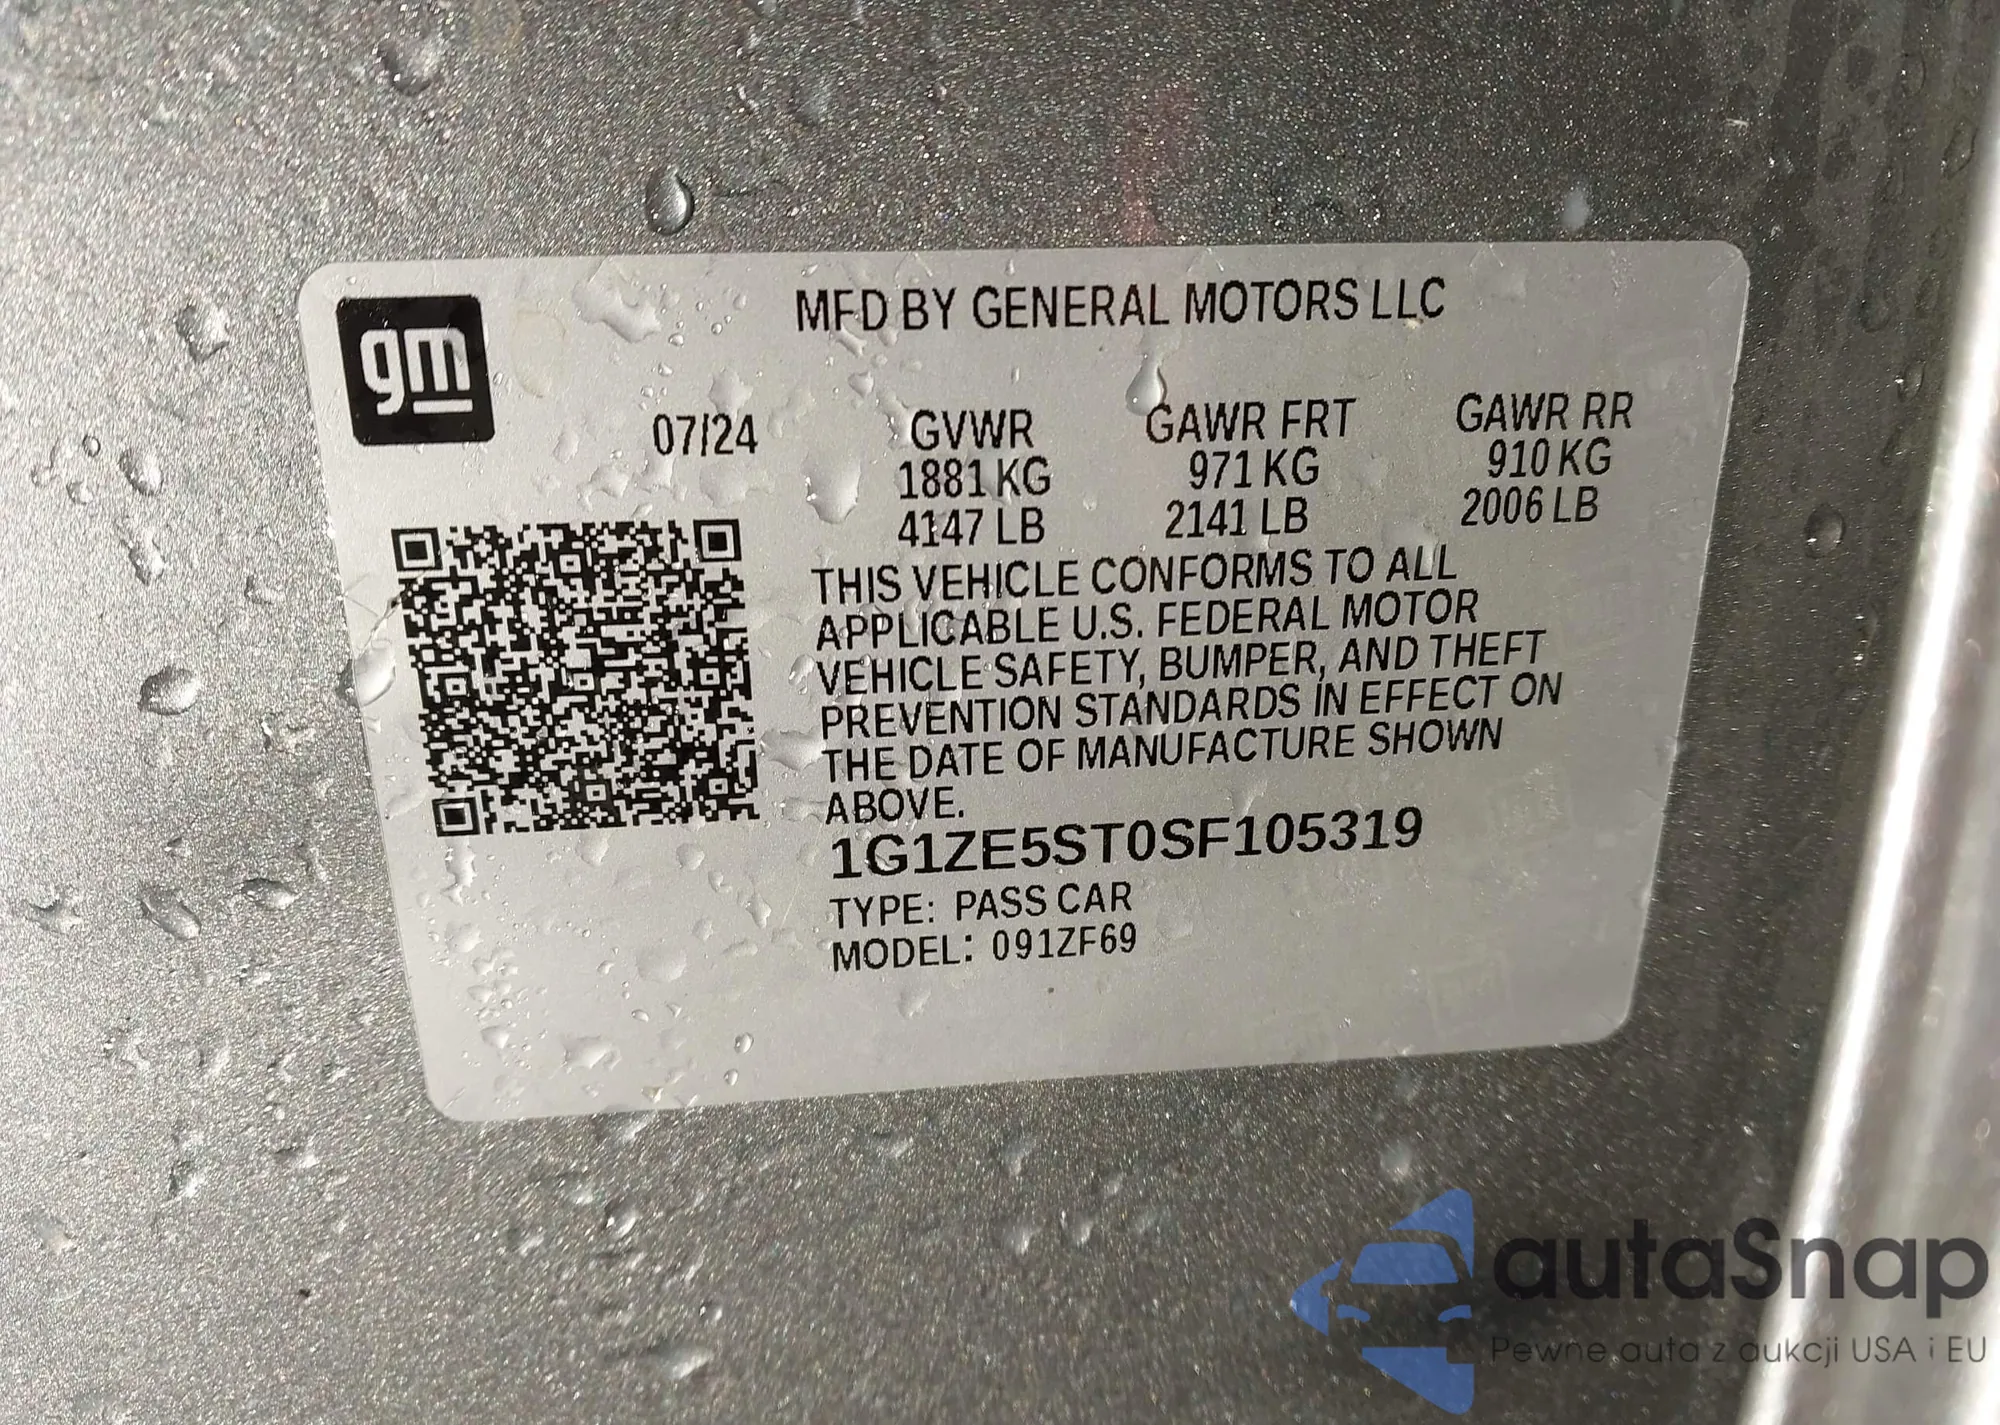 gm
MFD BY GENERAL MOTORS LLC
07/24
GVWR
1881 KG
4147 LB
GAWR FRT
971 KG
2141 LB
GAWR RR
910 KG
2006 LB
THIS VEHICLE CONFORMS TO ALL
APPLICABLE U.S. FEDERAL MOTOR
VEHICLE SAFETY, BUMPER, AND THEFT
PREVENTION STANDARDS IN EFFECT ON
THE DATE OF MANUFACTURE SHOWN
ABOVE.
1G1ZE5ST0SF105319
TYPE: PASS CAR
MODEL: 091ZF69
autaSnap
Pewne auta z aukcji USA i EU